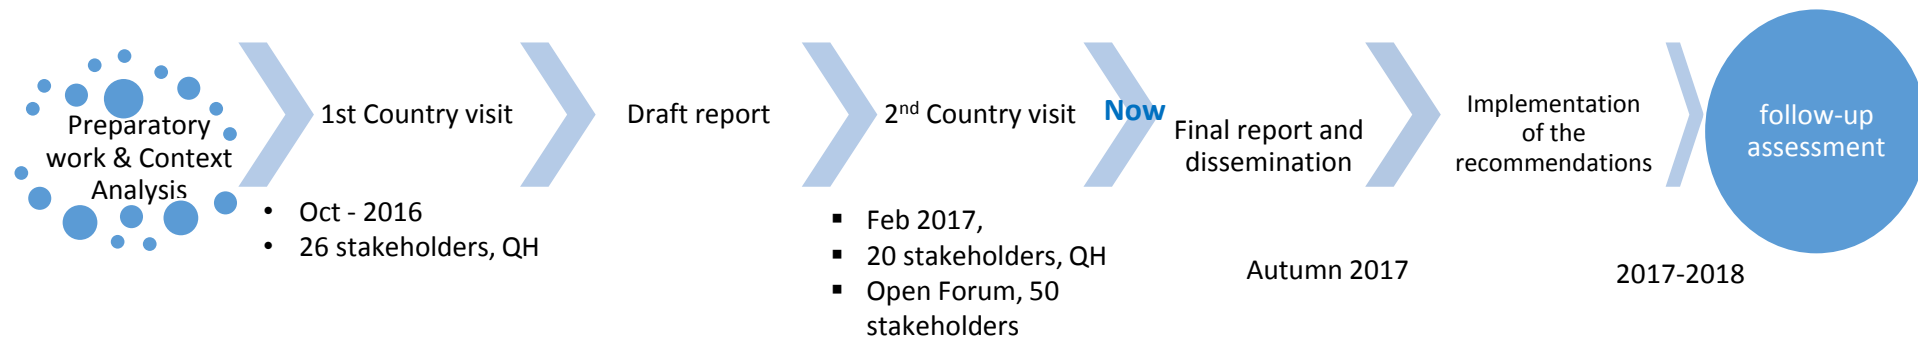 Preparatory
work & Context
Analysis
1st Country visit
• Oct - 2016
• 26 stakeholders, QH
Draft report
2nd Country visit
▪ Feb 2017,
▪ 20 stakeholders, QH
▪ Open Forum, 50
stakeholders
Now
Final report and
dissemination
Autumn 2017
Implementation
of the
recommendations
2017-2018
follow-up
assessment